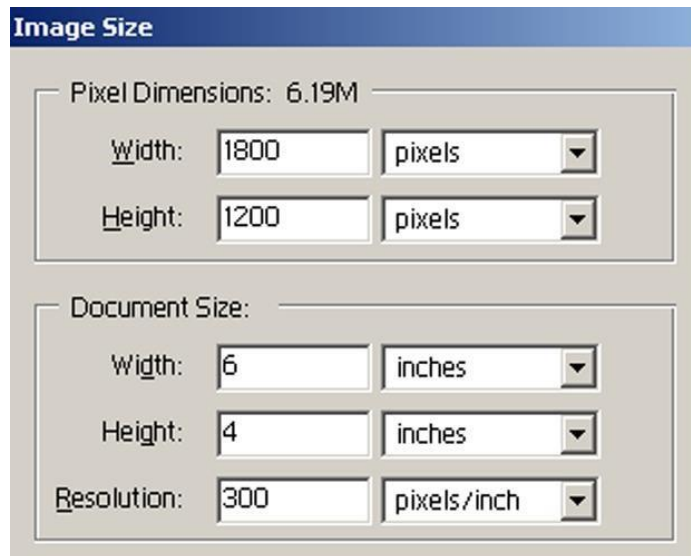 Image Size
Pixel Dimensions: 6.19M
Width: 1800 pixels
Height: 1200 pixels
Document Size:
Width: 6 inches
Height: 4 inches
Resolution: 300 pixels/inch